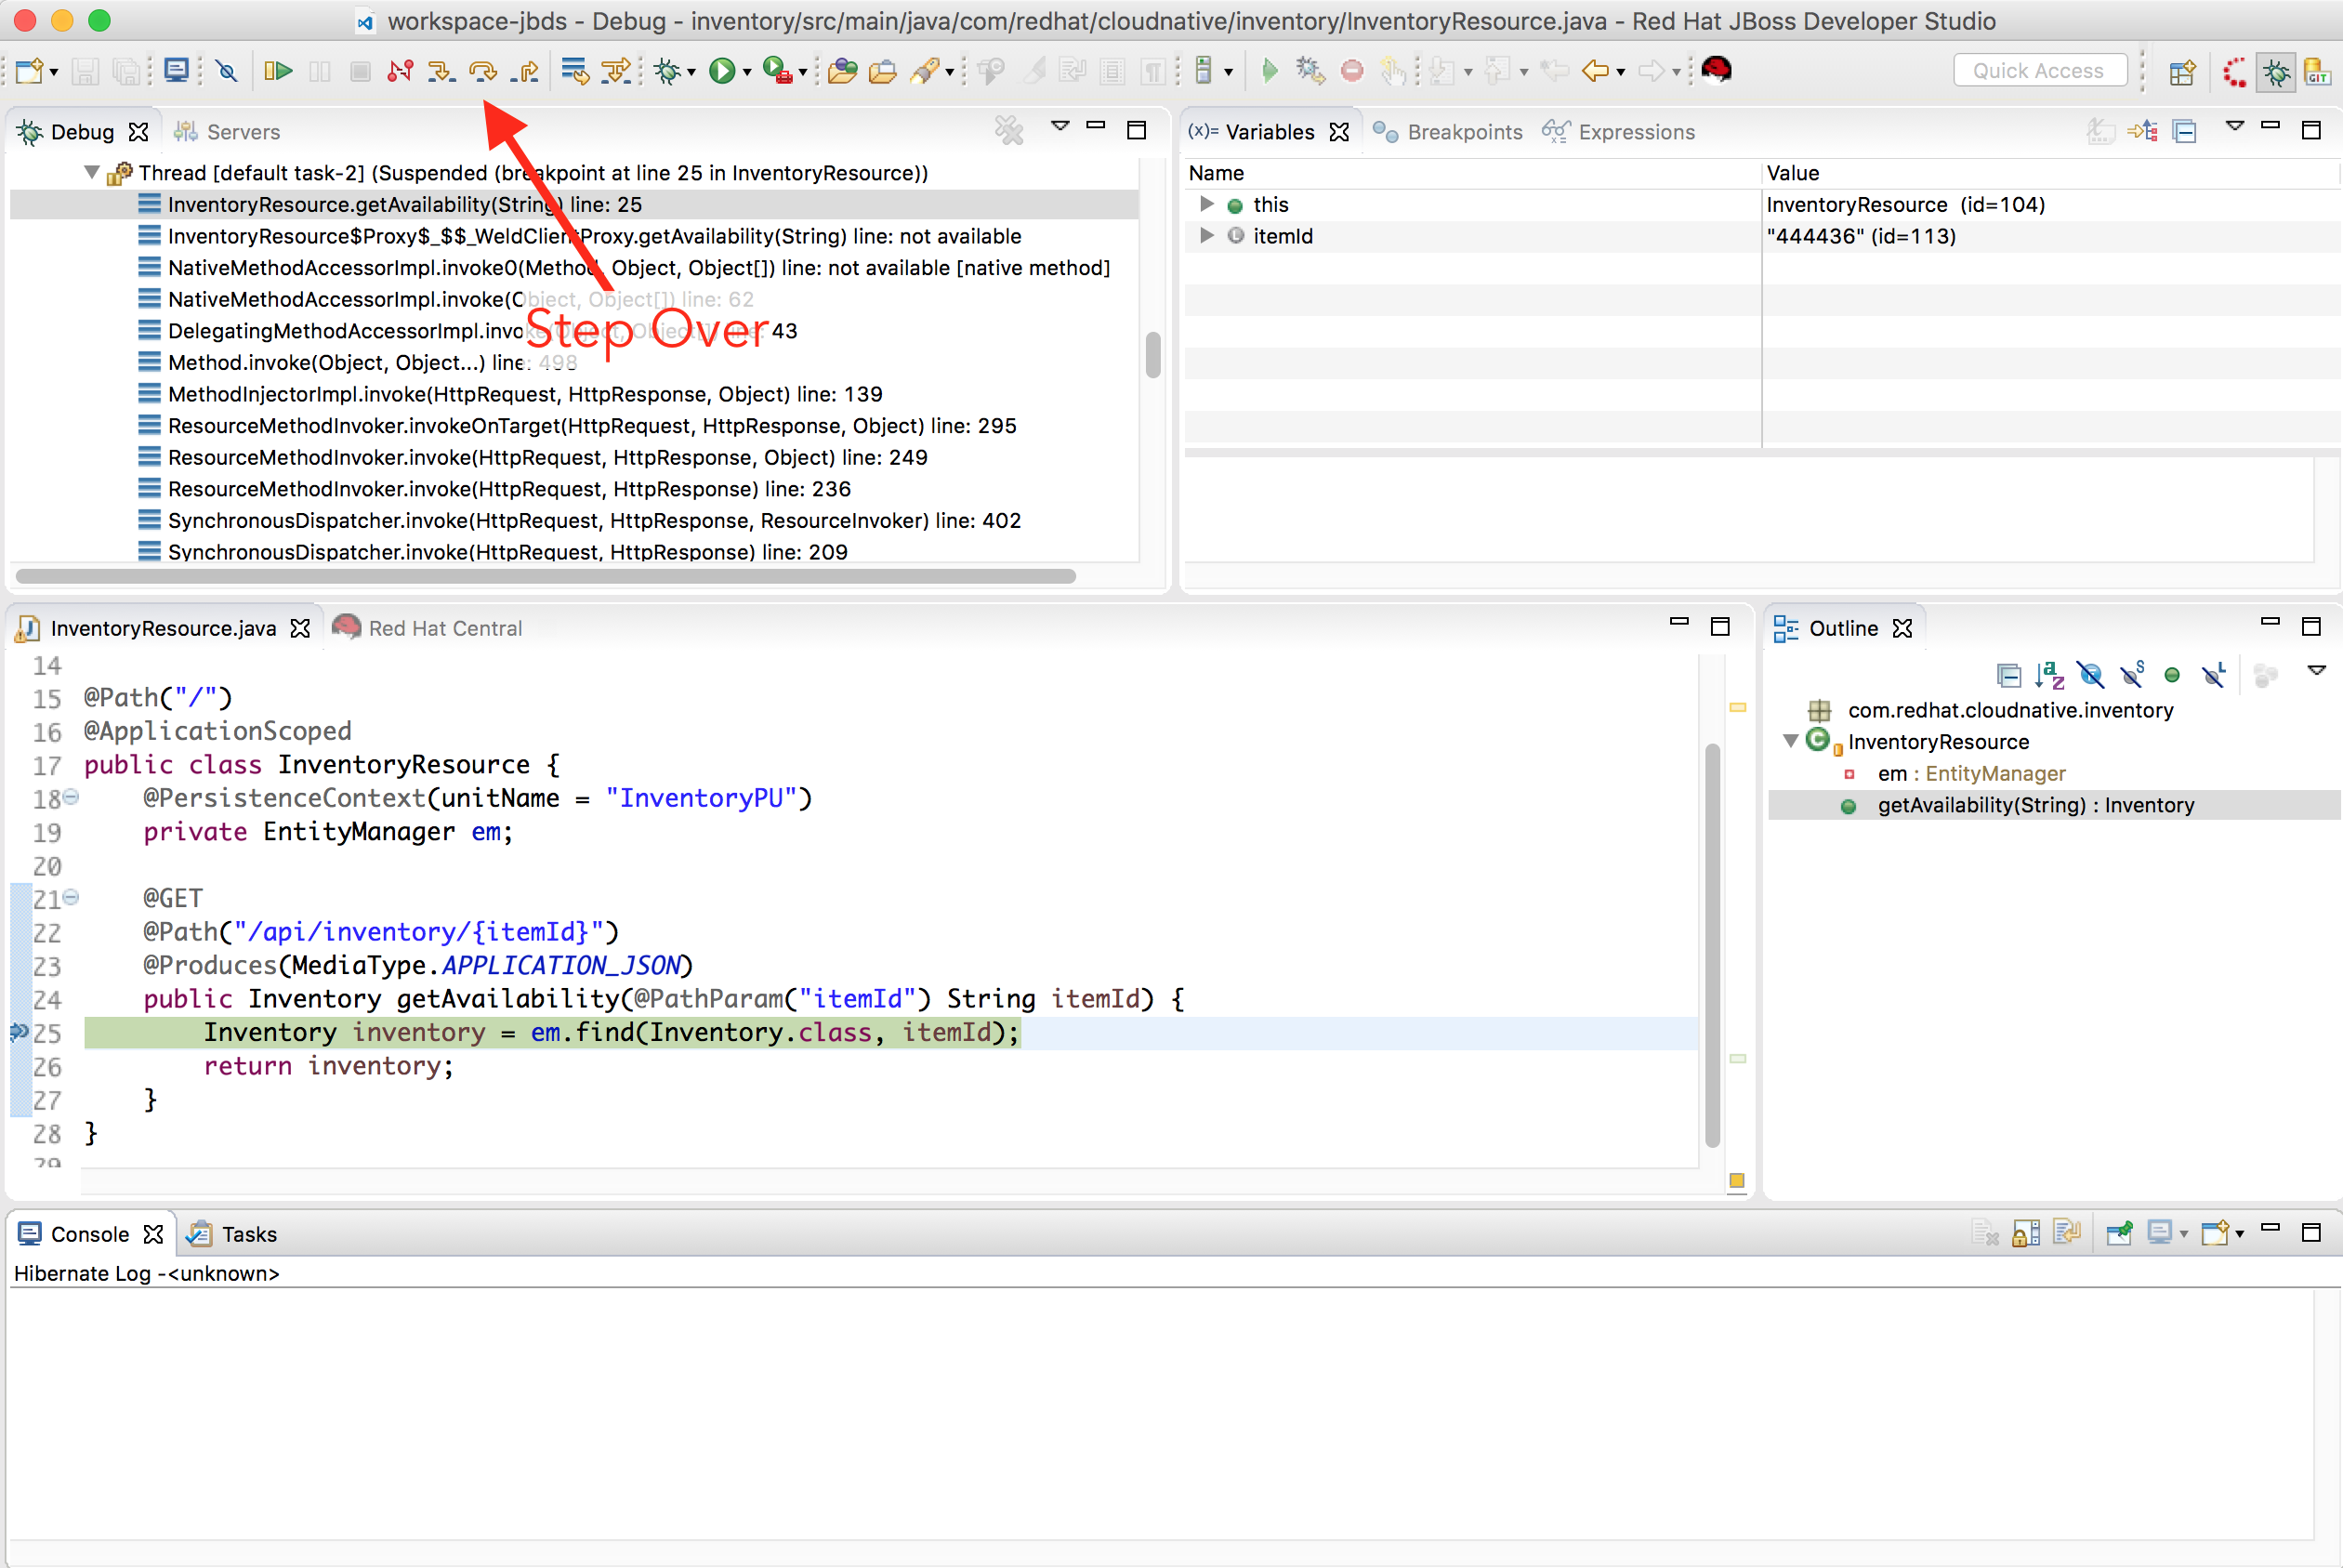 workspace-jbds - Debug - inventory/src/main/java/com/redhat/cloudnative/inventory/InventoryResource.java - Red Hat JBoss Developer Studio
Quick Access
GIT
Debug
Servers
Thread [default task-2] (Suspended (breakpoint at line 25 in InventoryResource))
InventoryResource.getAvailability(String) line: 25
InventoryResource$Proxy$_$$_WeldClientProxy.getAvailability(String) line: not available
NativeMethodAccessorImpl.invoke0(Method, Object, Object[]) line: not available [native method]
NativeMethodAccessorImpl.invoke(Object, Object[]) line: 62
DelegatingMethodAccessorImpl.invoke(Object, Object[]) line: 43
Step Over
Method.invoke(Object, Object...) line: 498
MethodInjectorImpl.invoke(HttpRequest, HttpResponse, Object) line: 139
ResourceMethodInvoker.invokeOnTarget(HttpRequest, HttpResponse, Object) line: 295
ResourceMethodInvoker.invoke(HttpRequest, HttpResponse, Object) line: 249
ResourceMethodInvoker.invoke(HttpRequest, HttpResponse) line: 236
SynchronousDispatcher.invoke(HttpRequest, HttpResponse, ResourceInvoker) line: 402
SynchronousDispatcher.invoke(HttpRequest, HttpResponse) line: 209
(x)= Variables
Breakpoints
Expressions
Name Value
this InventoryResource (id=104)
itemId "444436" (id=113)
InventoryResource.java
Red Hat Central
14
15 @Path("/")
16 @ApplicationScoped
17 public class InventoryResource {
18 @PersistenceContext(unitName = "InventoryPU")
19 private EntityManager em;
20
21 @GET
22 @Path("/api/inventory/{itemId}")
23 @Produces(MediaType.APPLICATION_JSON)
24 public Inventory getAvailability(@PathParam("itemId") String itemId) {
25 Inventory inventory = em.find(Inventory.class, itemId);
26 return inventory;
27 }
28 }
29
Outline
com.redhat.cloudnative.inventory
InventoryResource
em : EntityManager
getAvailability(String) : Inventory
Console
Tasks
Hibernate Log -<unknown>